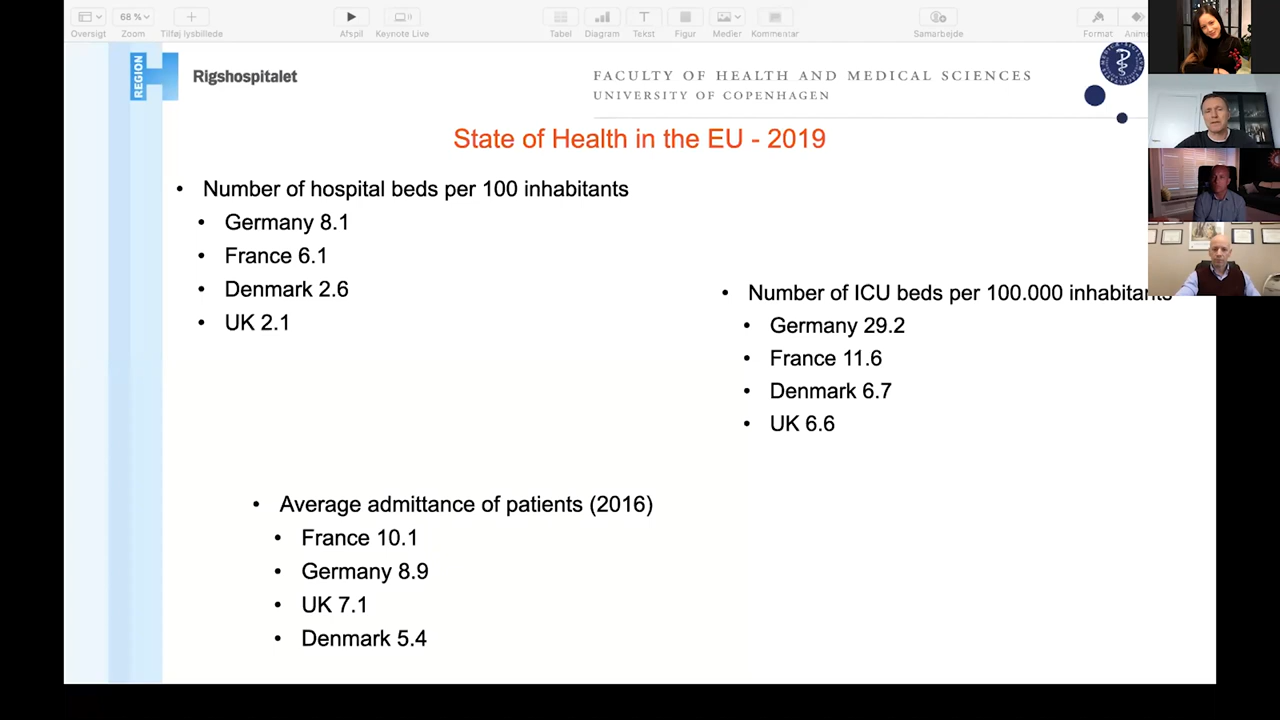 68 %
Oversigt
Zoom
Tilføj lysbillede
Afspil
Keynote Live
Tabel
Diagram
Tekst
Figur
Medier
Kommentar
Samarbejde
Format
Anime
REGION
Rigshospitalet
FACULTY OF HEALTH AND MEDICAL SCIENCES
UNIVERSITY OF COPENHAGEN
State of Health in the EU - 2019
• Number of hospital beds per 100 inhabitants
• Germany 8.1
• France 6.1
• Denmark 2.6
• UK 2.1
• Number of ICU beds per 100.000 inhabitants
• Germany 29.2
• France 11.6
• Denmark 6.7
• UK 6.6
• Average admittance of patients (2016)
• France 10.1
• Germany 8.9
• UK 7.1
• Denmark 5.4